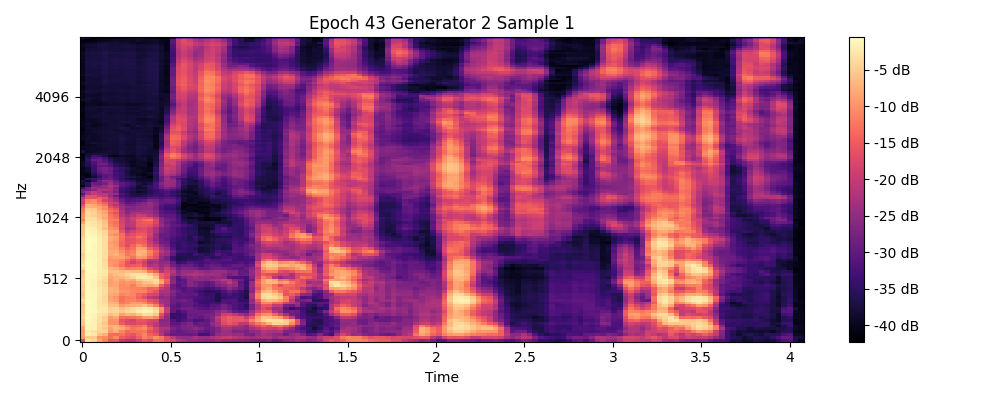 Epoch 43 Generator 2 Sample 1
Hz
4096
2048
1024
512
0
0 0.5 1 1.5 2 2.5 3 3.5 4
Time
-5 dB
-10 dB
-15 dB
-20 dB
-25 dB
-30 dB
-35 dB
-40 dB